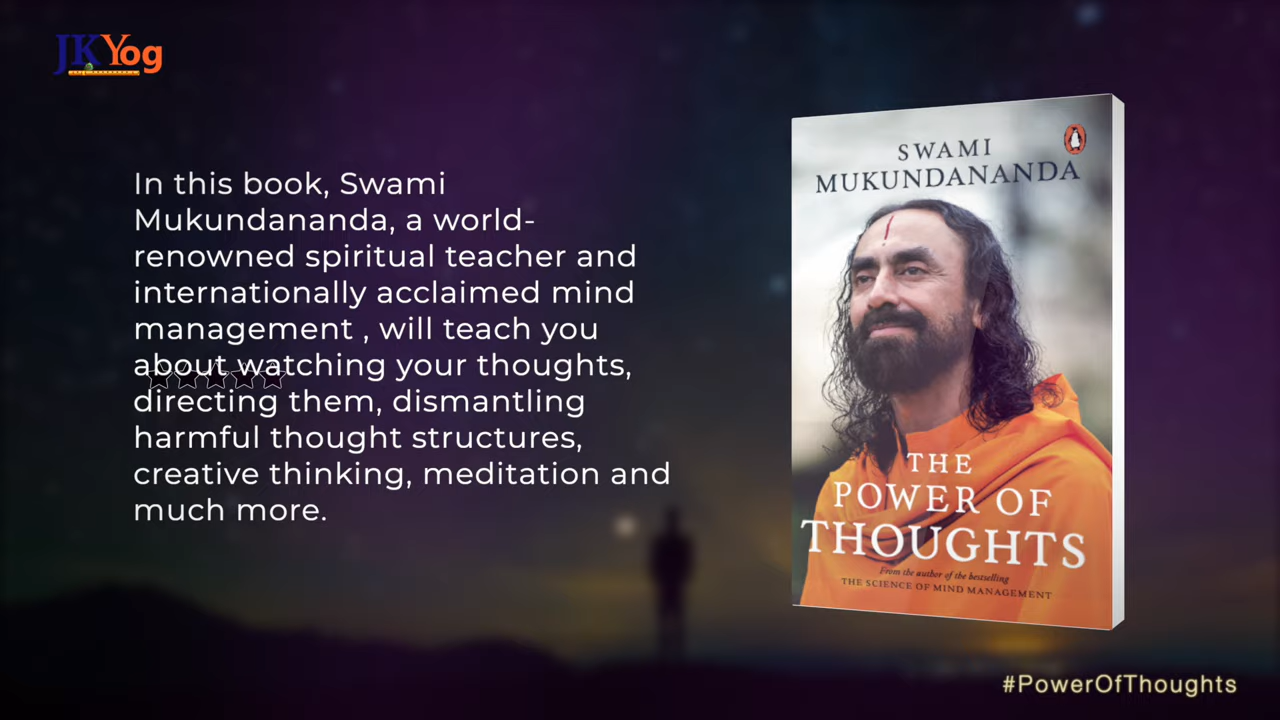 JKYog
In this book, Swami
Mukundananda, a world-
renowned spiritual teacher and
internationally acclaimed mind
management , will teach you
about watching your thoughts,
directing them, dismantling
harmful thought structures,
creative thinking, meditation and
much more.
SWAMI
MUKUNDANANDA
THE
POWER OF
THOUGHTS
From the author of the bestselling
THE SCIENCE OF MIND MANAGEMENT
#PowerOfThoughts